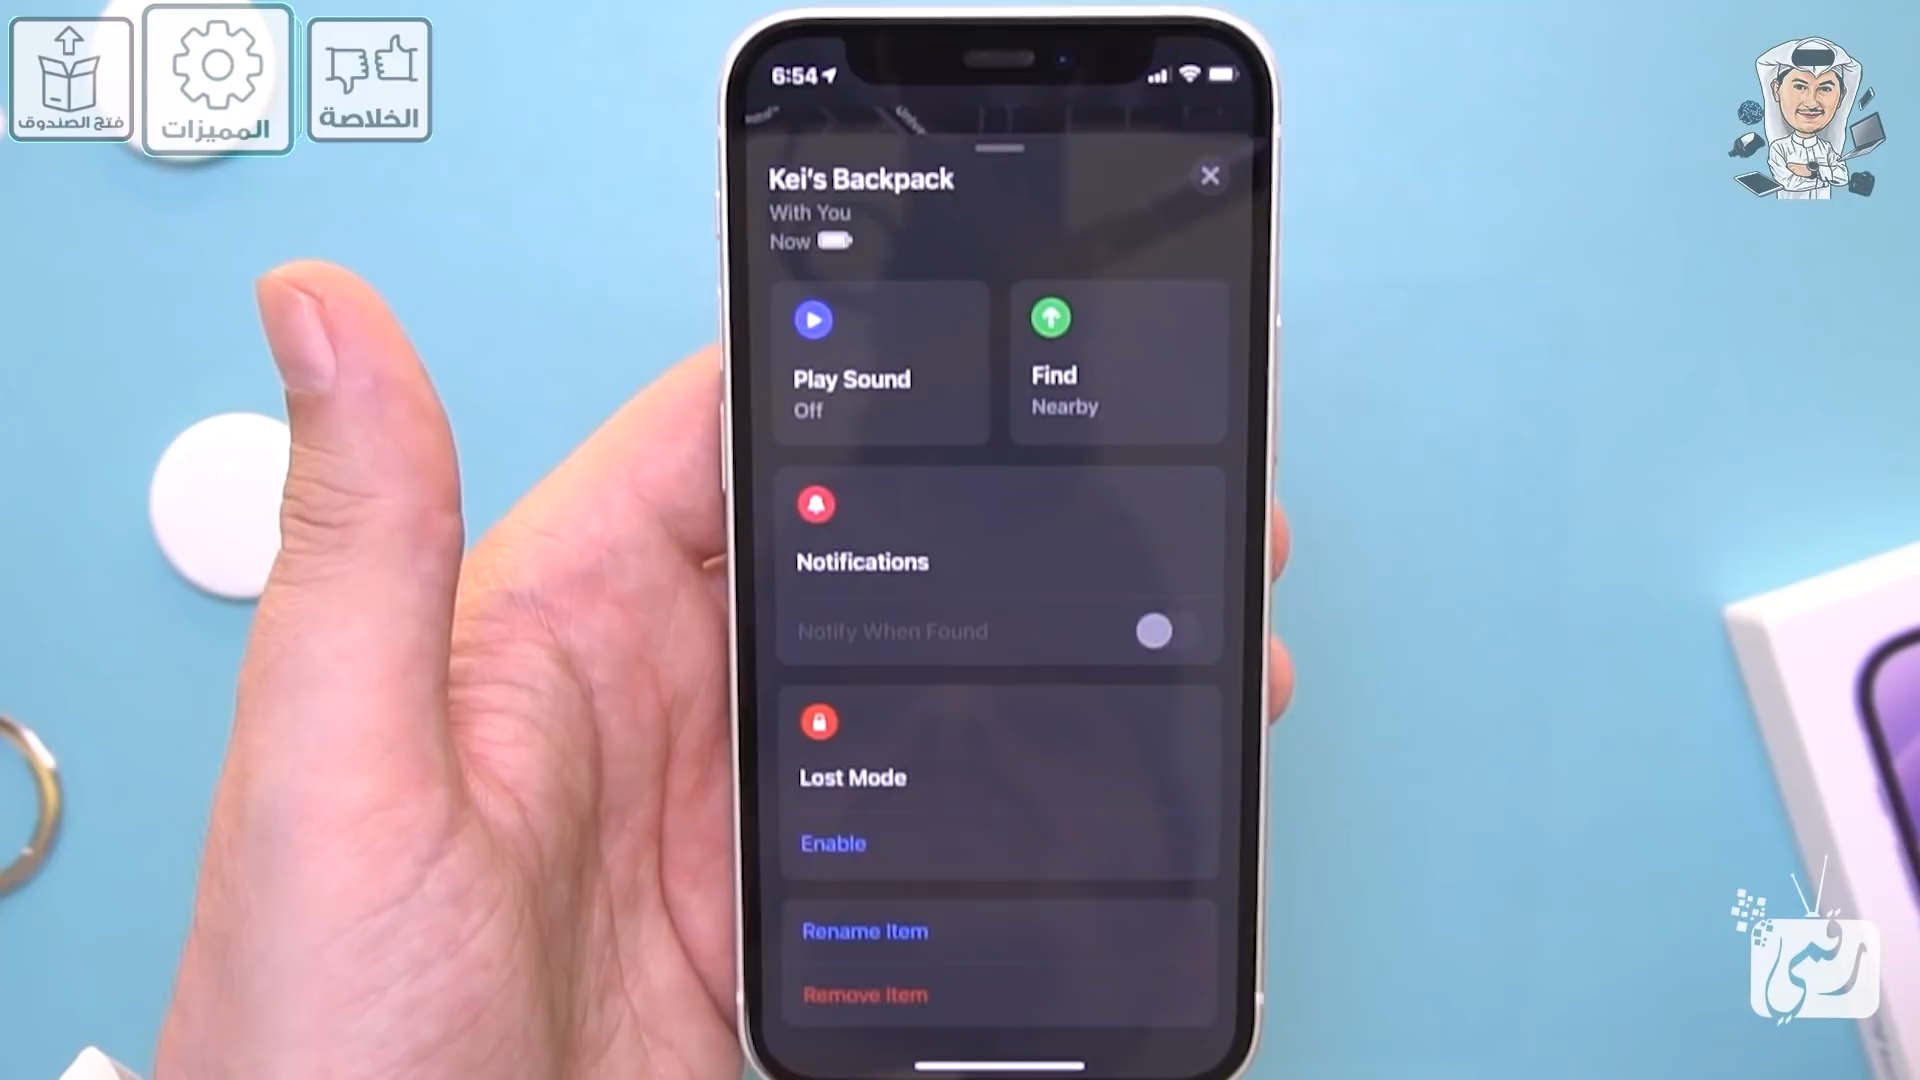 فتح الصندوق
المميزات
الخلاصة
6:54
Kei's Backpack
With You
Now
Play Sound
Off
Find
Nearby
Notifications
Notify When Found
Lost Mode
Enable
Rename Item
Remove Item
رقمي